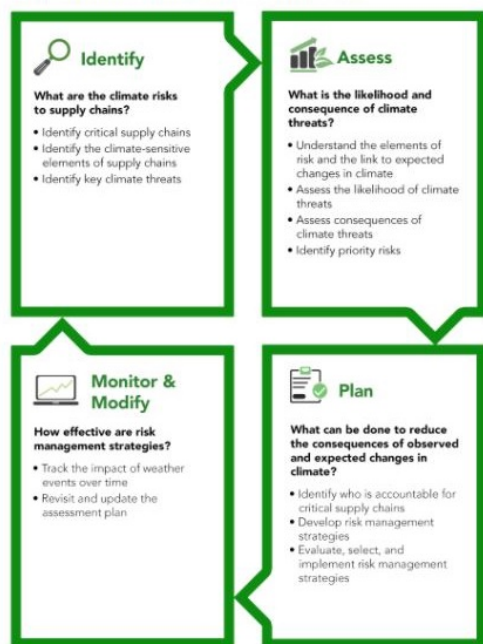 Identify
What are the climate risks
to supply chains?
• Identify critical supply chains
• Identify the climate-sensitive
elements of supply chains
• Identify key climate threats
Assess
What is the likelihood and
consequence of climate
threats?
• Understand the elements of
risk and the link to expected
changes in climate
• Assess the likelihood of climate
threats
• Assess consequences of
climate threats
• Identify priority risks
Plan
What can be done to reduce
the consequences of observed
and expected changes in
climate?
• Identify who is accountable for
critical supply chains
• Develop risk management
strategies
• Evaluate, select, and
implement risk management
strategies
Monitor &
Modify
How effective are risk
management strategies?
• Track the impact of weather
events over time
• Revisit and update the
assessment plan